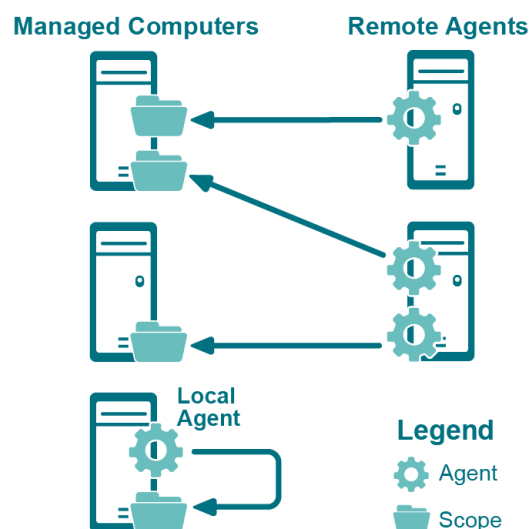 Managed Computers
Remote Agents
Local
Agent
Legend
Agent
Scope